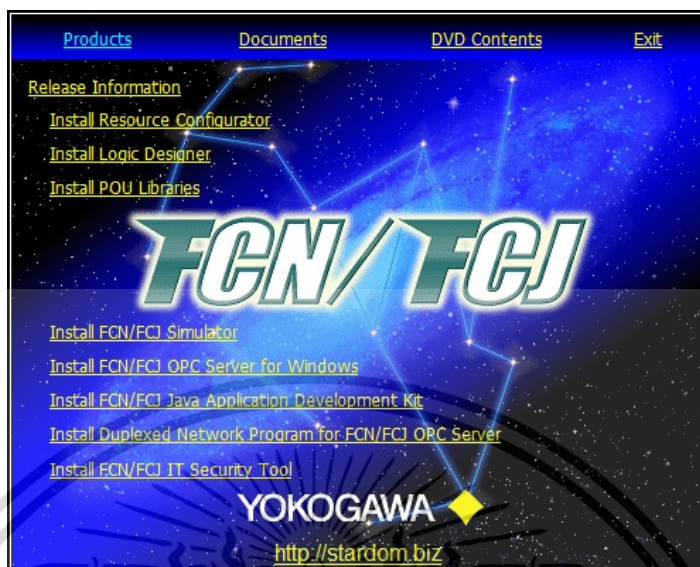 Products Documents DVD Contents Exit
Release Information
Install Resource Configurator
Install Logic Designer
Install POU Libraries
FCN/FCJ
Install FCN/FCJ Simulator
Install FCN/FCJ OPC Server for Windows
Install FCN/FCJ Java Application Development Kit
Install Duplexed Network Program for FCN/FCJ OPC Server
Install FCN/FCJ IT Security Tool
YOKOGAWA
http://stardom.biz